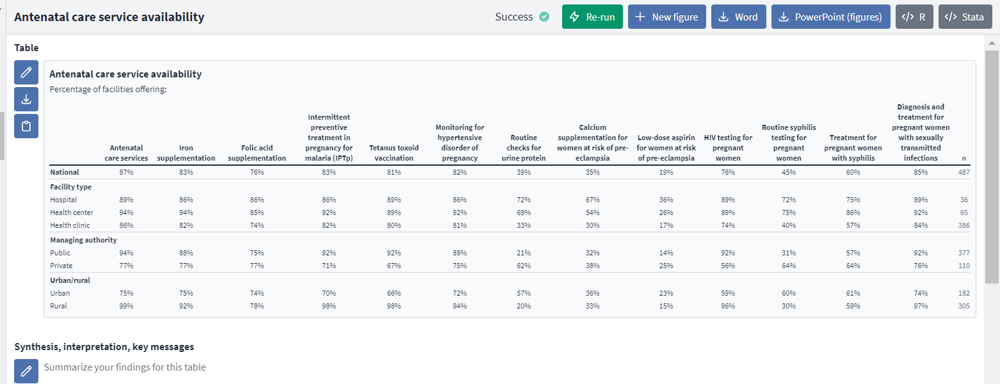 Antenatal care service availability
Success
Re-run
New figure
Word
PowerPoint (figures)
</> R
</> Stata
Table
Antenatal care service availability
Percentage of facilities offering:
Antenatal care services | Iron supplementation | Folic acid supplementation | Intermittent preventive treatment in pregnancy for malaria (IPTp) | Tetanus toxoid vaccination | Monitoring for hypertensive disorder of pregnancy | Routine checks for urine protein | Calcium supplementation for women at risk of pre-eclampsia | Low-dose aspirin for women at risk of pre-eclampsia | HIV testing for pregnant women | Routine syphilis testing for pregnant women | Treatment for pregnant women with syphilis | Diagnosis and treatment for pregnant women with sexually transmitted infections | n
National 87% 83% 76% 83% 81% 82% 39% 35% 19% 76% 45% 60% 85% 487
Facility type
Hospital 89% 86% 86% 86% 89% 86% 72% 67% 36% 89% 72% 75% 89% 36
Health center 94% 94% 85% 92% 89% 92% 69% 54% 26% 89% 75% 86% 92% 65
Health clinic 86% 82% 74% 82% 80% 81% 33% 30% 17% 74% 40% 57% 84% 386
Managing authority
Public 94% 88% 75% 92% 92% 88% 21% 32% 14% 92% 31% 57% 92% 377
Private 77% 77% 77% 71% 67% 75% 62% 38% 25% 56% 64% 64% 76% 110
Urban/rural
Urban 75% 75% 74% 70% 66% 72% 57% 36% 23% 59% 60% 61% 74% 182
Rural 99% 92% 78% 98% 98% 94% 20% 33% 15% 96% 30% 59% 97% 305
Synthesis, interpretation, key messages
Summarize your findings for this table